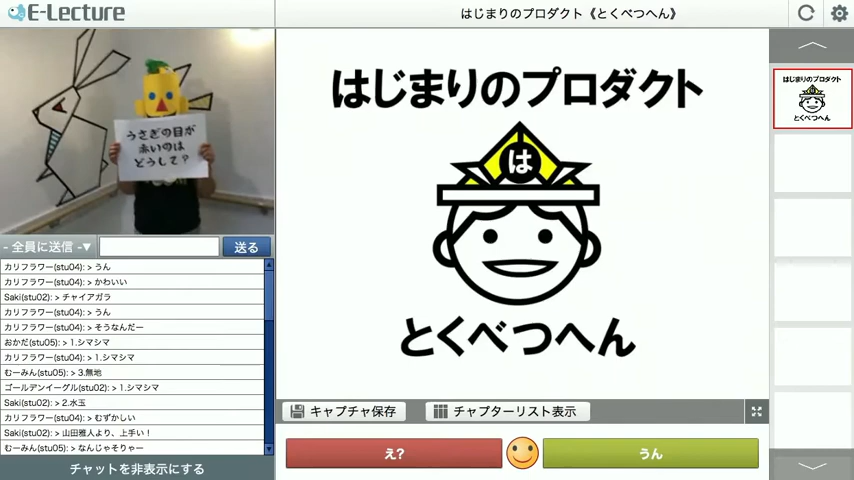 E-Lecture
はじまりのプロダクト《とくべつへん》
うさぎの目が
赤いのは
どうして?
- 全員に送信 -▼
送る
カリフラワー(stu04): > うん
カリフラワー(stu04): > かわいい
Saki(stu02): > チャイアガラ
カリフラワー(stu04): > うん
カリフラワー(stu04): > そうなんだー
おかだ(stu05): > 1.シマシマ
カリフラワー(stu04): > 1.シマシマ
むーみん(stu05): > 3.無地
ゴールデンイーグル(stu02): > 1.シマシマ
Saki(stu02): > 2.水玉
カリフラワー(stu04): > むずかしい
Saki(stu02): > 山田雅人より、上手い!
むーみん(stu05): > なんじゃそりゃー
チャットを非表示にする
はじまりのプロダクト
は
とくべつへん
キャプチャ保存
チャプターリスト表示
え?
うん
はじまりのプロダクト
とくべつへん